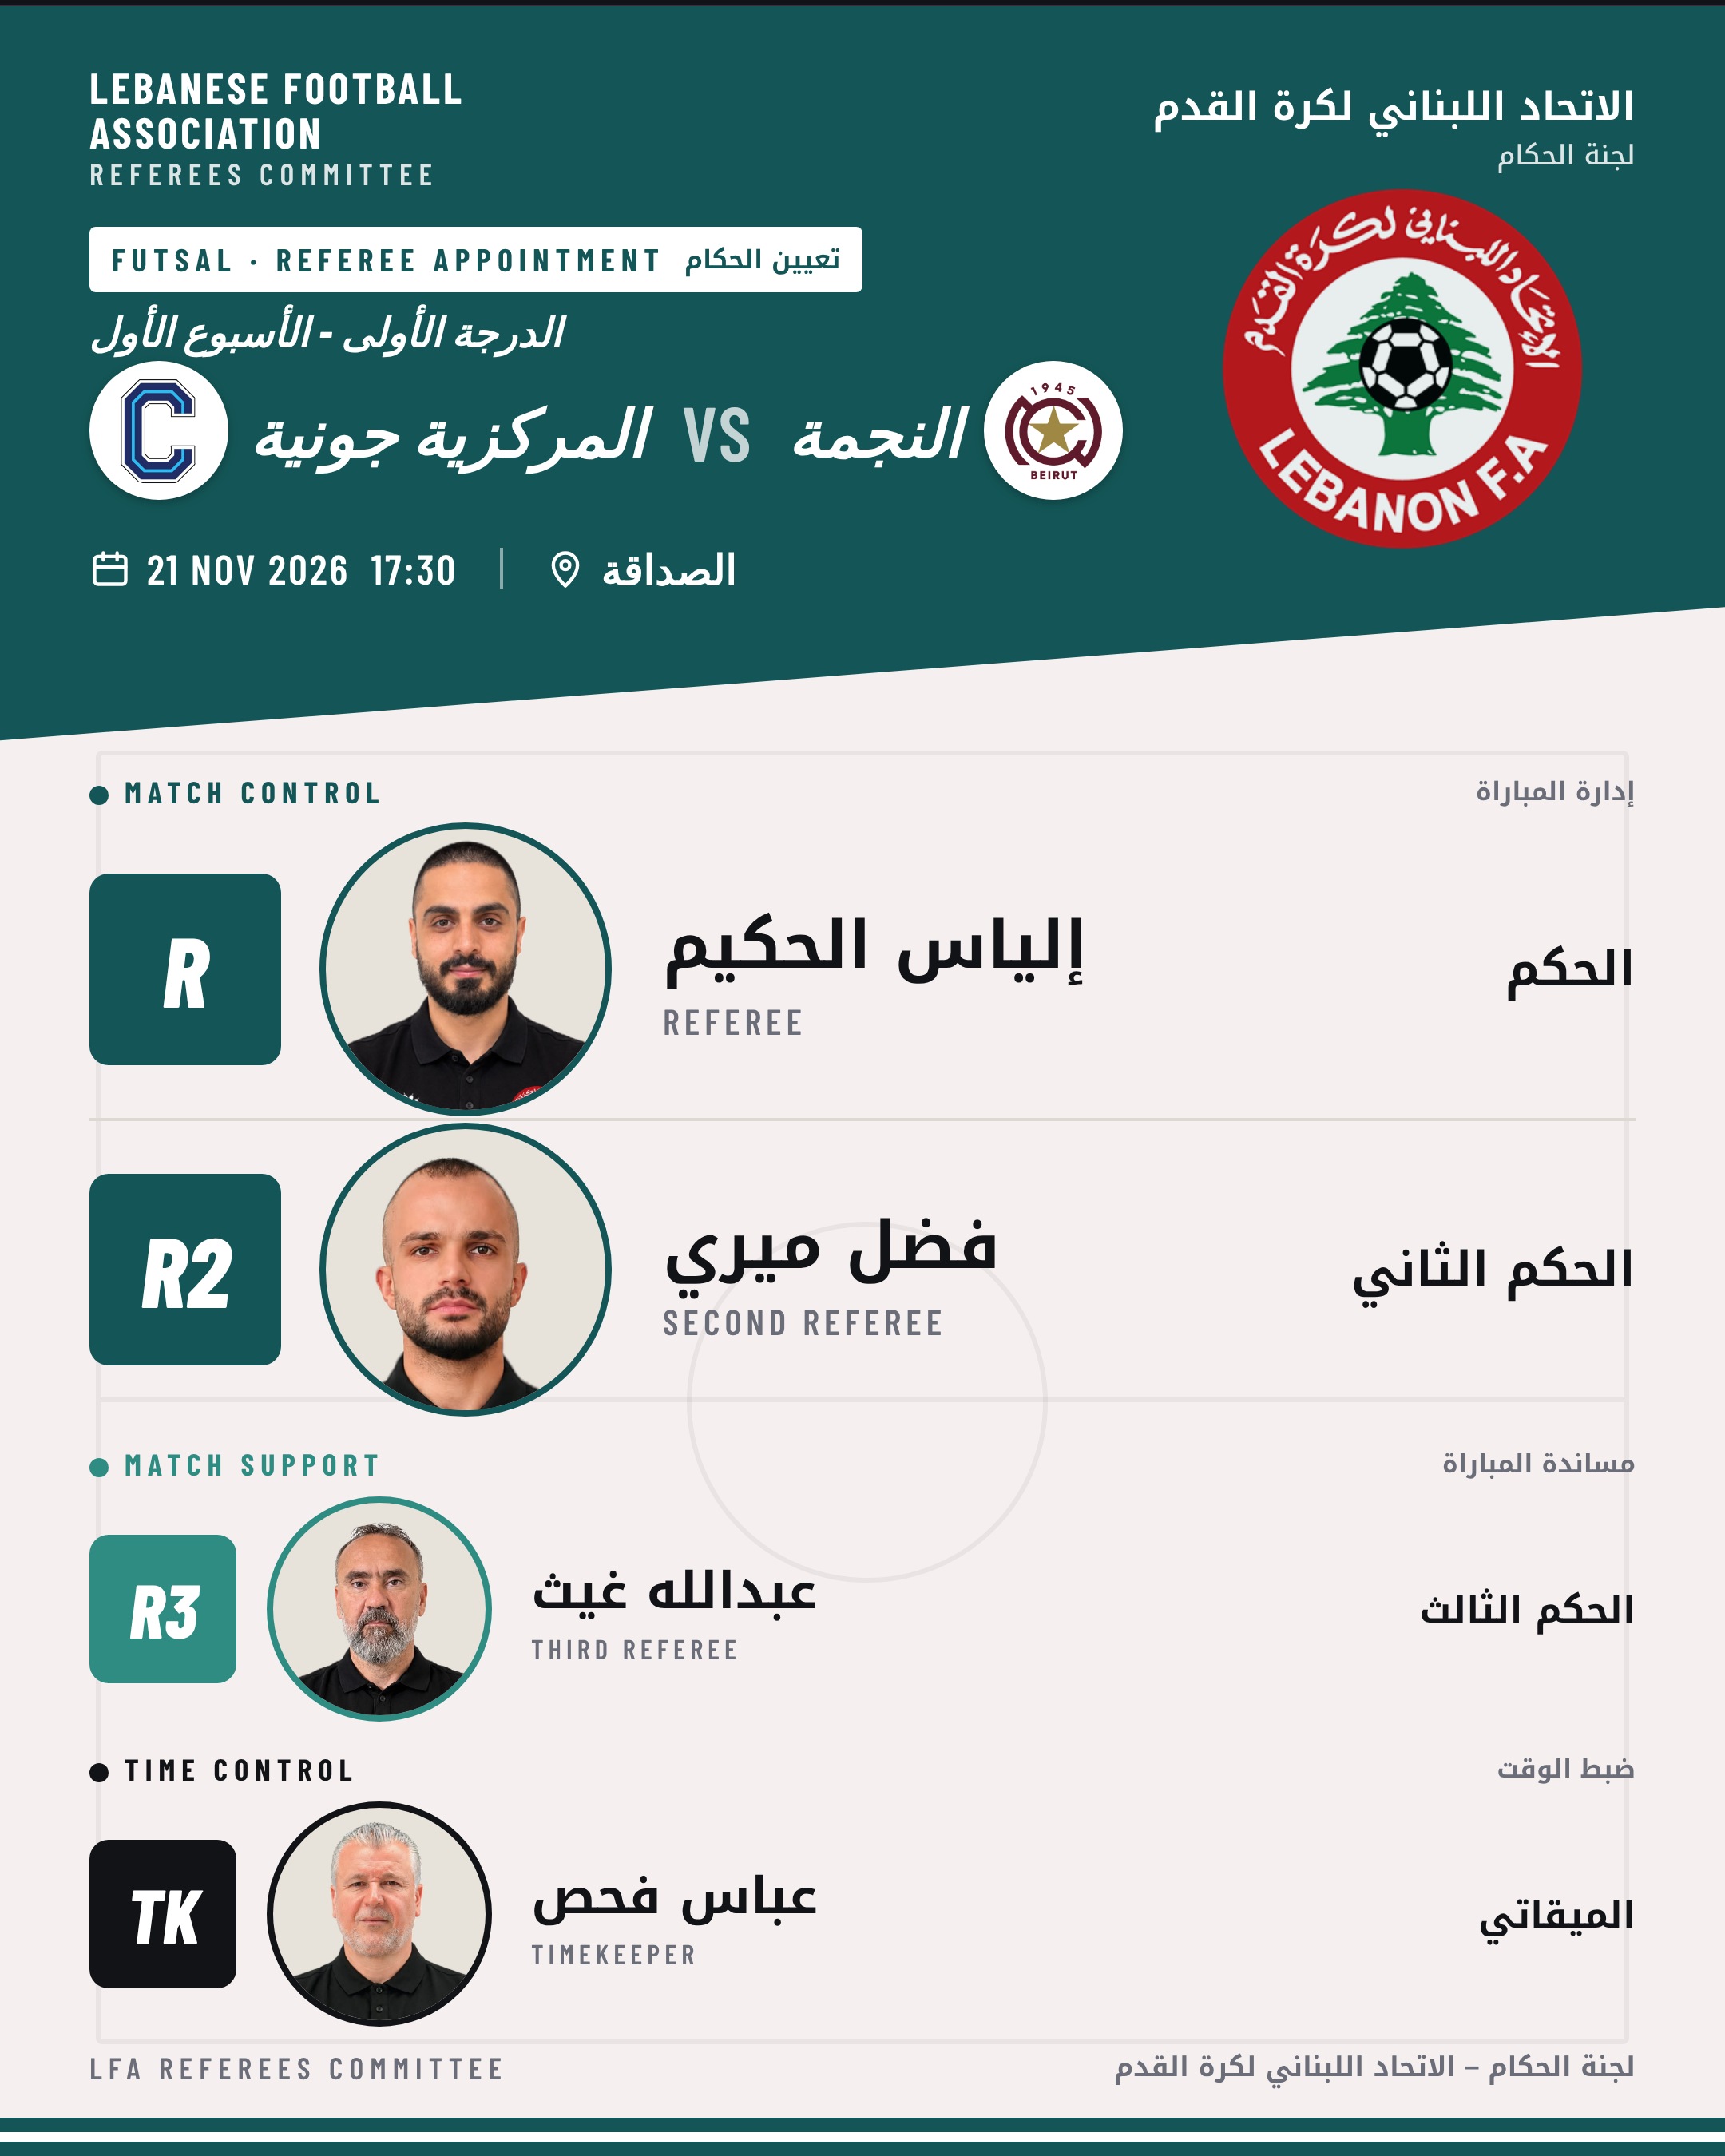 LEBANESE FOOTBALL
ASSOCIATION
REFEREES COMMITTEE
الاتحاد اللبناني لكرة القدم
لجنة الحكام
FUTSAL · REFEREE APPOINTMENT تعيين الحكام
الدرجة الأولى - الأسبوع الأول
المركزية جونية VS النجمة
C
1945
BEIRUT
الإتحاد اللبناني لكرة القدم
LEBANON F.A
21 NOV 2026 17:30
الصداقة
MATCH CONTROL
إدارة المباراة
R
إلياس الحكيم
REFEREE
الحكم
R2
فضل ميري
SECOND REFEREE
الحكم الثاني
MATCH SUPPORT
مساندة المباراة
R3
عبدالله غيث
THIRD REFEREE
الحكم الثالث
TIME CONTROL
ضبط الوقت
TK
عباس فحص
TIMEKEEPER
الميقاتي
LFA REFEREES COMMITTEE
لجنة الحكام – الاتحاد اللبناني لكرة القدم